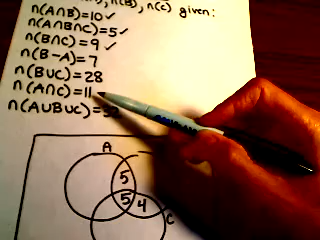 n(B), n(C) given:
n(A∩B)=10✓
n(A∩B∩C)=5✓
n(B∩C)=9✓
n(B-A)=7
n(B∪C)=28
n(A∩C)=11
n(A∪B∪C)=
A
5
5 4
C